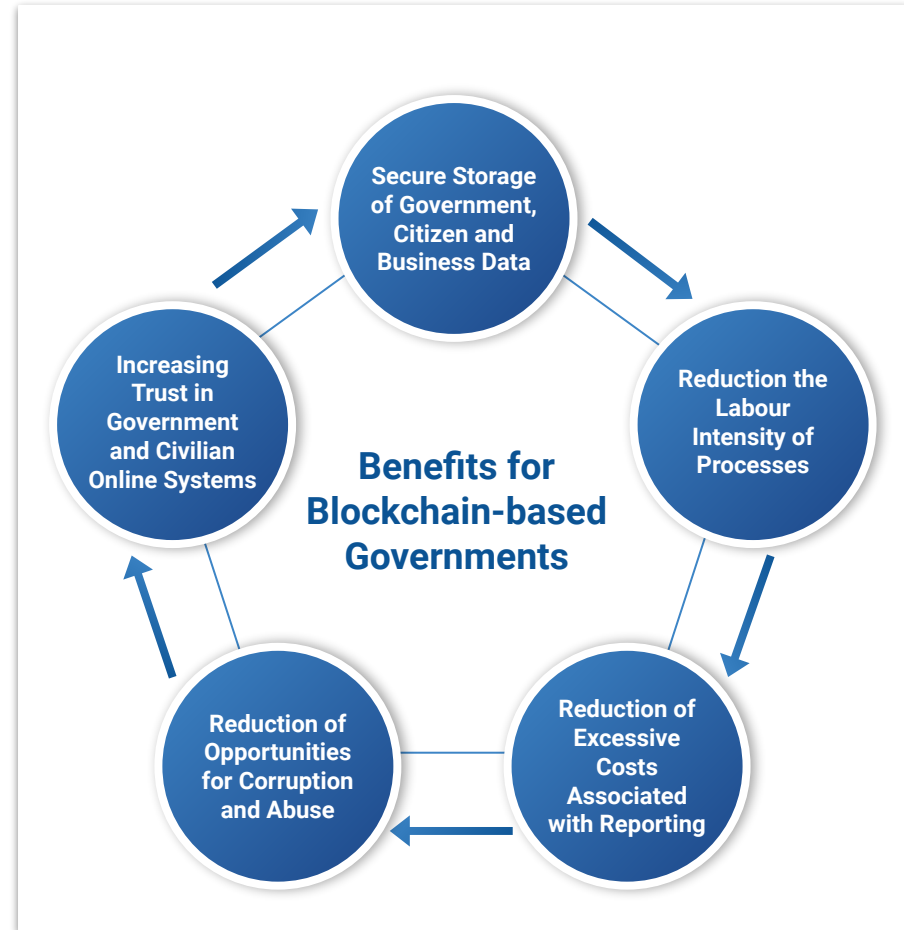 Secure Storage
of Government,
Citizen and
Business Data
Increasing
Trust in
Government
and Civilian
Online Systems
Reduction the
Labour
Intensity of
Processes
Benefits for
Blockchain-based
Governments
Reduction of
Opportunities
for Corruption
and Abuse
Reduction of
Excessive
Costs
Associated
with Reporting